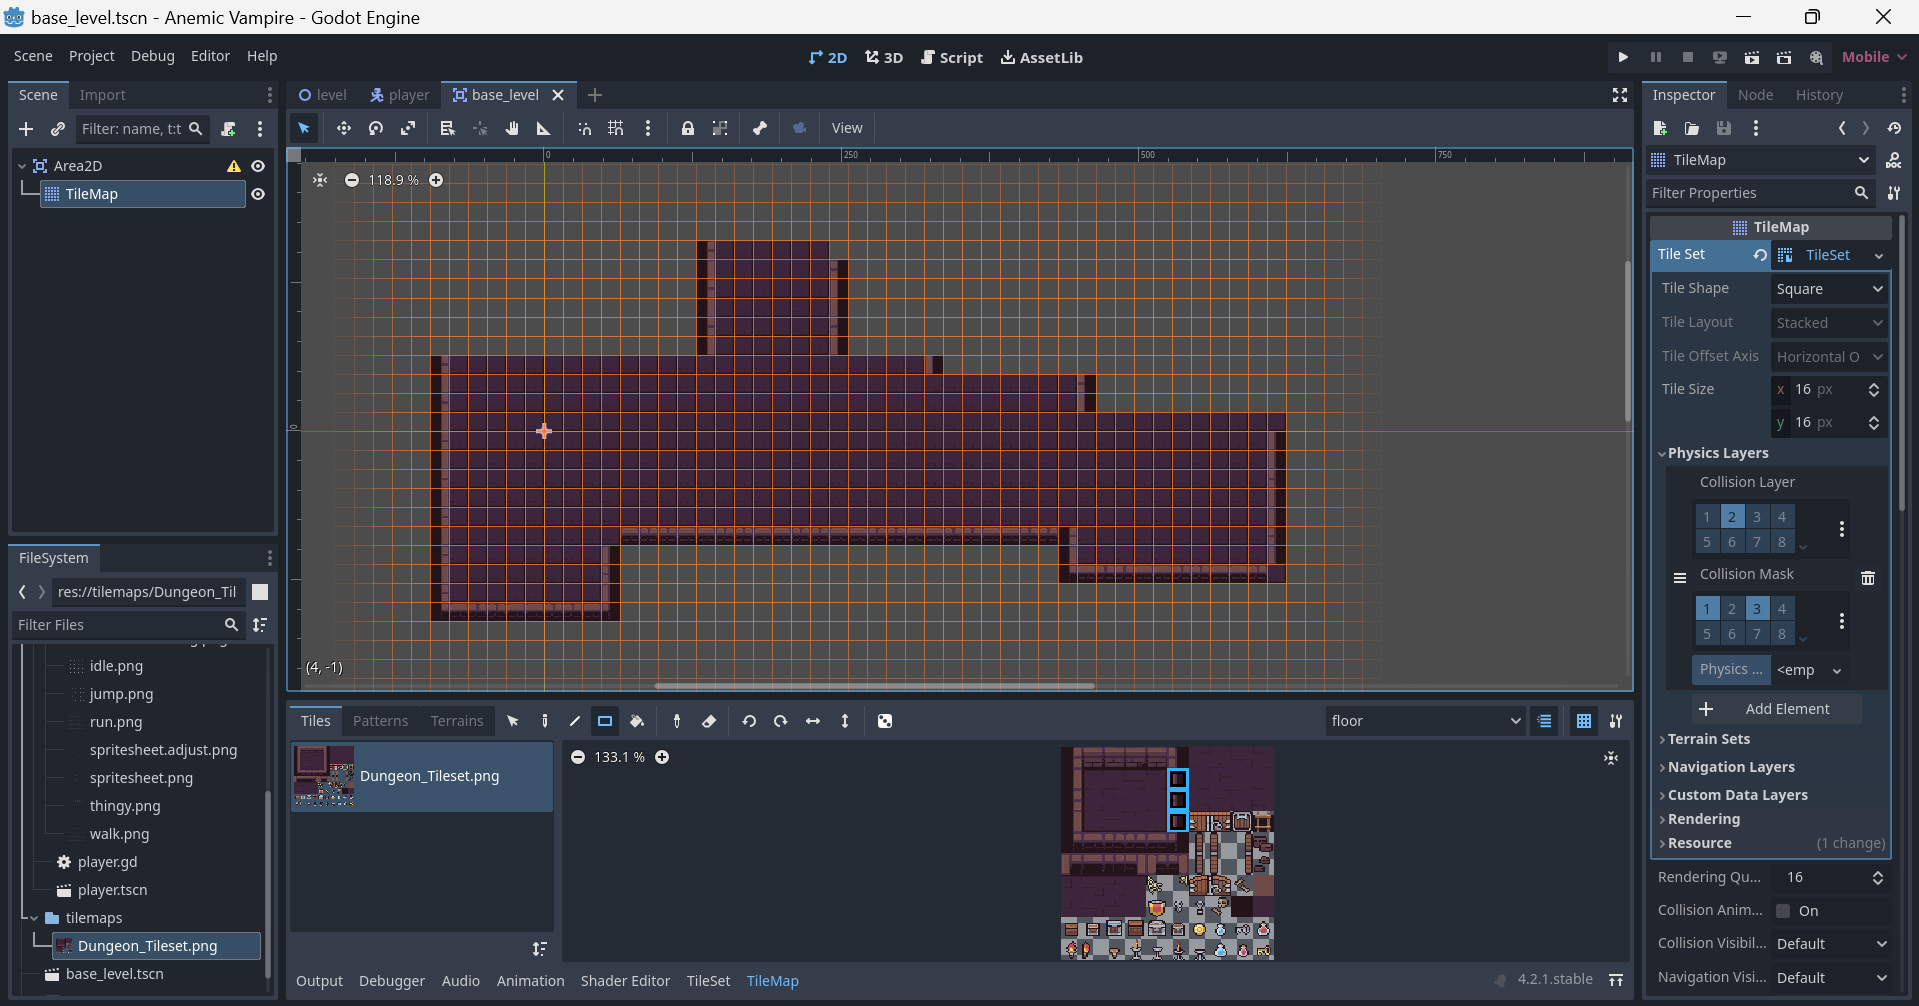 base_level.tscn - Anemic Vampire - Godot Engine
Scene Project Debug Editor Help
2D 3D Script AssetLib
Mobile
Scene Import
Filter: name, t:t
Area2D
TileMap
FileSystem
res://tilemaps/Dungeon_Til
Filter Files
idle.png
jump.png
run.png
spritesheet.adjust.png
spritesheet.png
thingy.png
walk.png
player.gd
player.tscn
tilemaps
Dungeon_Tileset.png
base_level.tscn
level player base_level
View
0 250 500 750
118.9 %
0
(4, -1)
Tiles Patterns Terrains
floor
Dungeon_Tileset.png
133.1 %
Output Debugger Audio Animation Shader Editor TileSet TileMap
4.2.1.stable
Inspector Node History
TileMap
Filter Properties
TileMap
Tile Set TileSet
Tile Shape Square
Tile Layout Stacked
Tile Offset Axis Horizontal O
Tile Size x 16 px
y 16 px
Physics Layers
Collision Layer
1 2 3 4
5 6 7 8
Collision Mask
1 2 3 4
5 6 7 8
Physics ... <emp
Add Element
Terrain Sets
Navigation Layers
Custom Data Layers
Rendering
Resource (1 change)
Rendering Qu... 16
Collision Anim... On
Collision Visibil... Default
Navigation Visi... Default